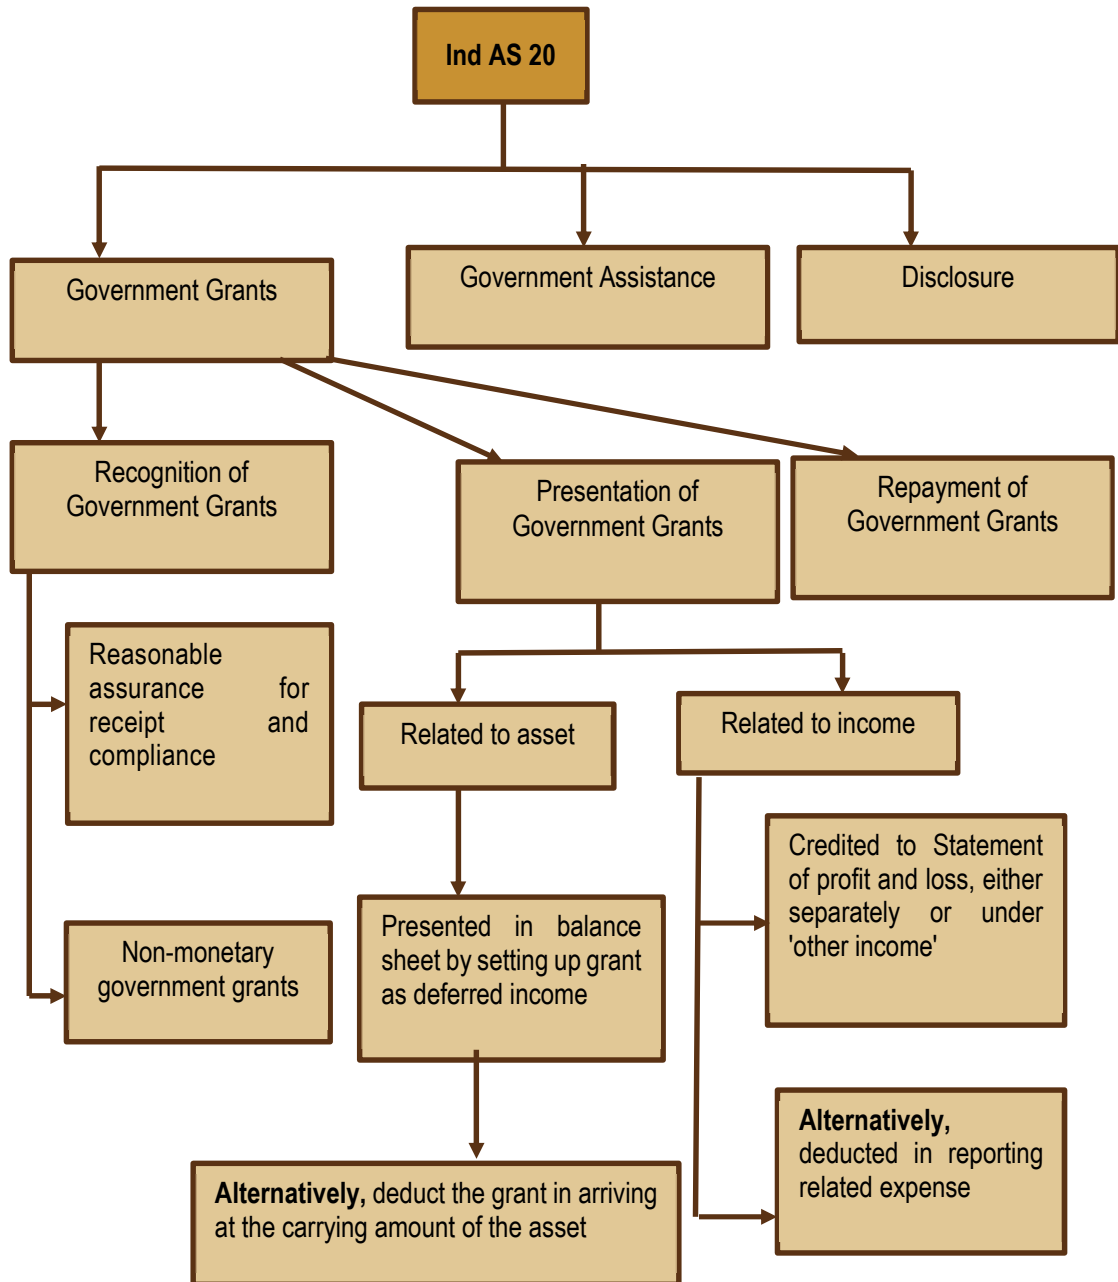 Ind AS 20
Government Grants
Government Assistance
Disclosure
Recognition of
Government Grants
Presentation of
Government Grants
Repayment of
Government Grants
Reasonable
assurance for
receipt and
compliance
Non-monetary
government grants
Related to asset
Related to income
Presented in balance
sheet by setting up grant
as deferred income
Credited to Statement
of profit and loss, either
separately or under
'other income'
Alternatively, deduct the grant in arriving
at the carrying amount of the asset
Alternatively,
deducted in reporting
related expense